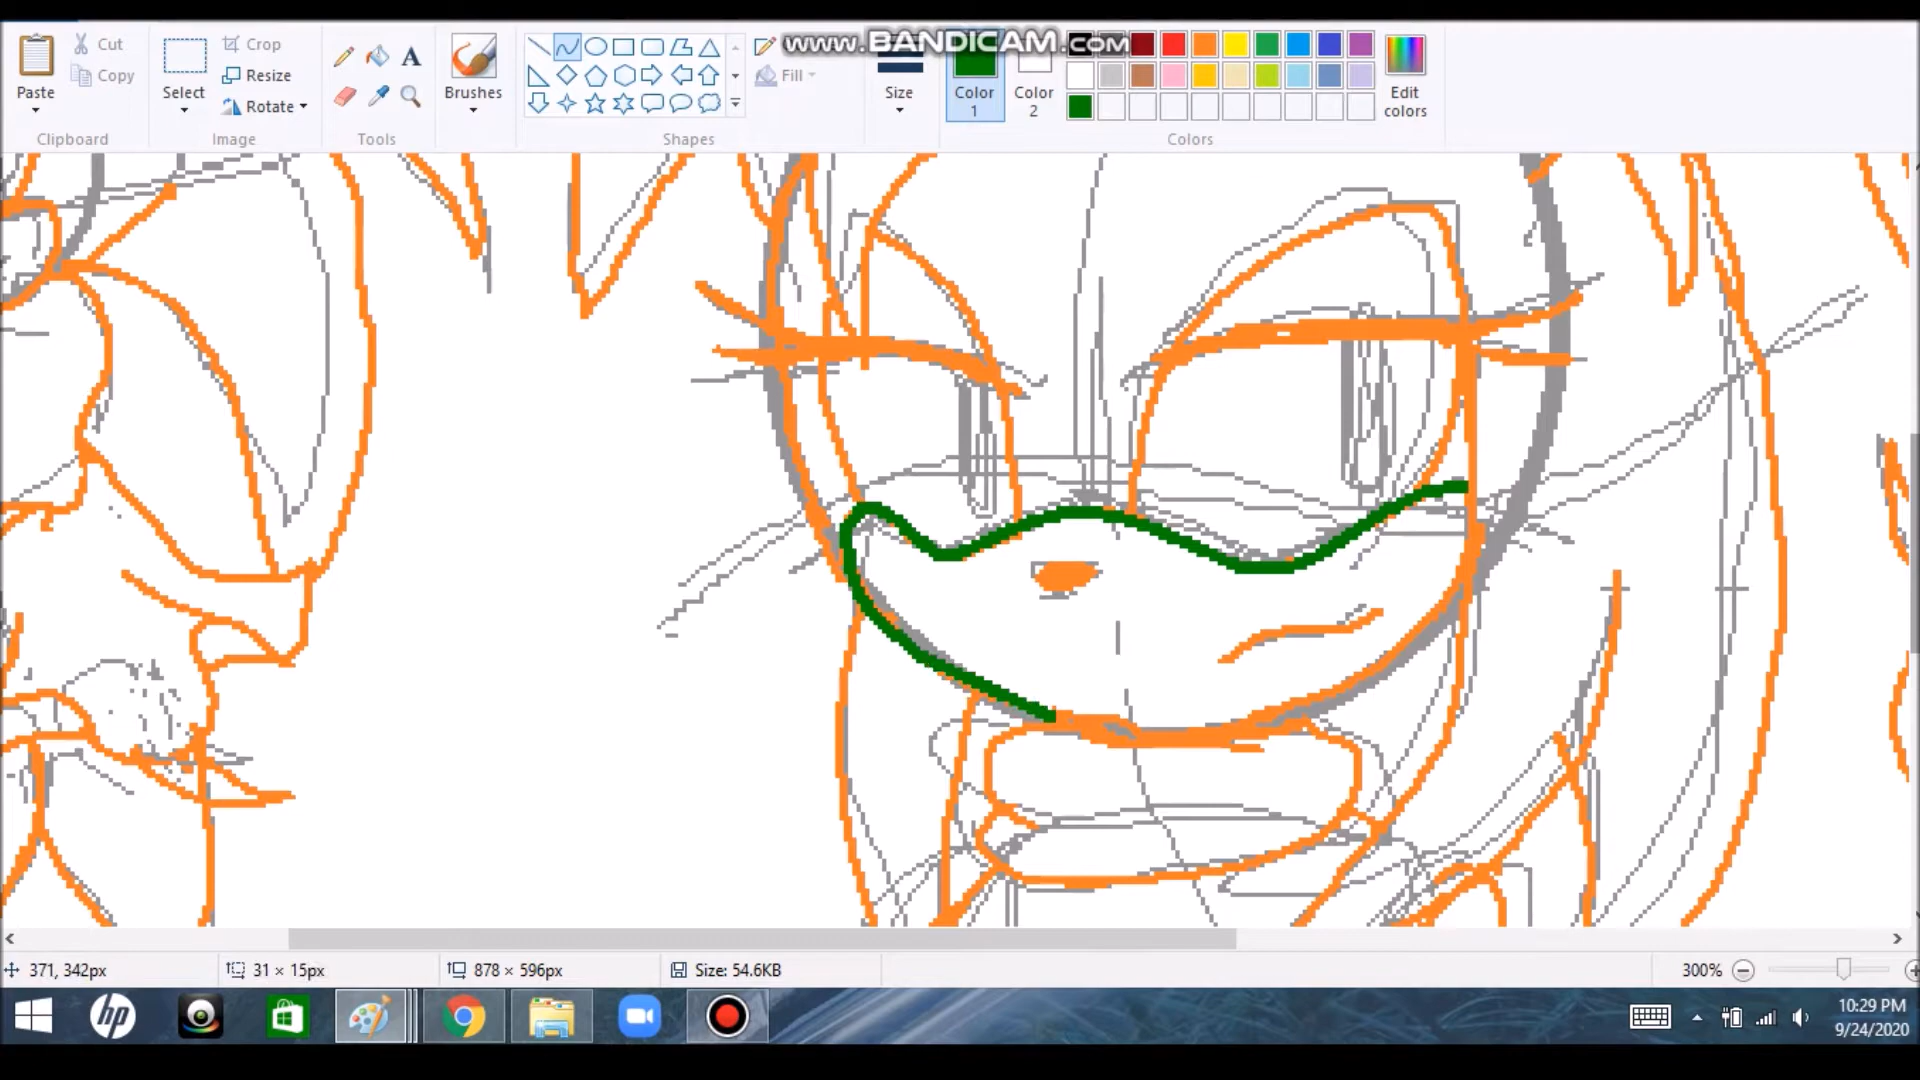 www.BANDICAM.com
Paste
Cut
Copy
Clipboard
Select
Crop
Resize
Rotate
Image
A
Tools
Brushes
Fill
Shapes
Size
Color
1
Color
2
Edit
colors
Colors
371, 342px
31 × 15px
878 × 596px
Size: 54.6KB
300%
hp
10:29 PM
9/24/2020